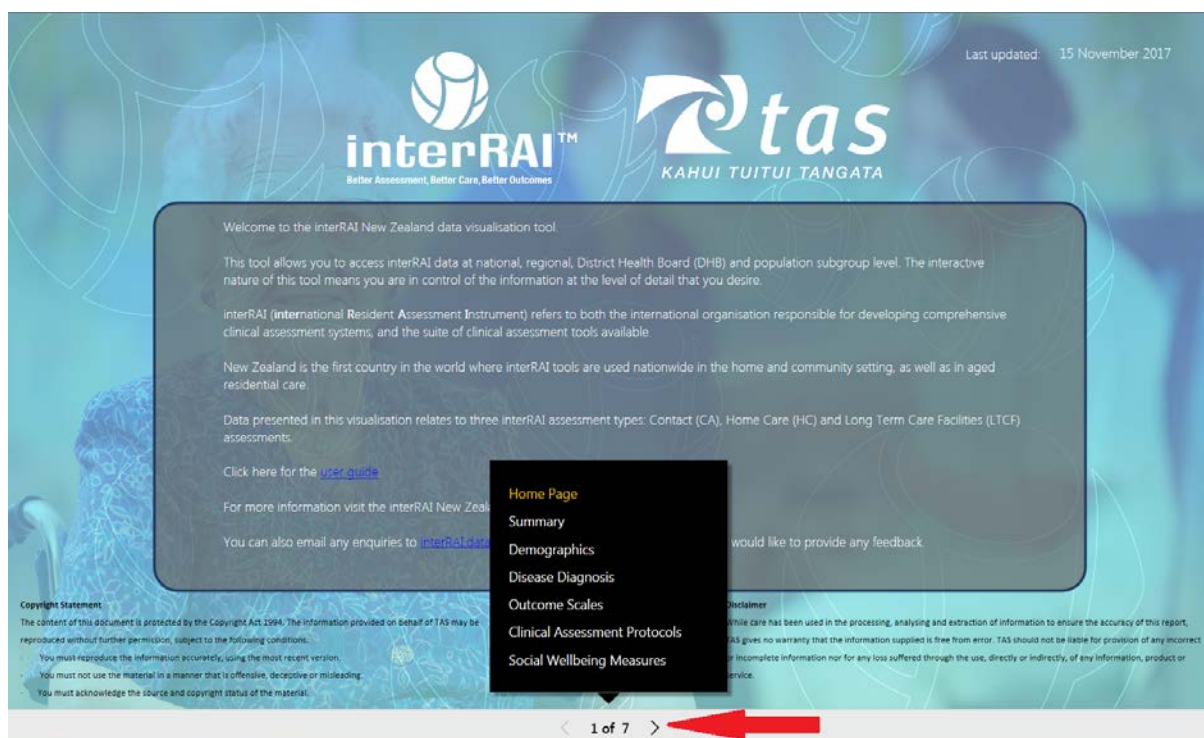 Last updated: 15 November 2017
interRAI™
Better Assessment, Better Care, Better Outcomes
tas
KAHUI TUITUI TANGATA
Welcome to the interRAI New Zealand data visualisation tool.
This tool allows you to access interRAI data at national, regional, District Health Board (DHB) and population subgroup level. The interactive
nature of this tool means you are in control of the information at the level of detail that you desire.
interRAI (international Resident Assessment Instrument) refers to both the international organisation responsible for developing comprehensive
clinical assessment systems, and the suite of clinical assessment tools available.
New Zealand is the first country in the world where interRAI tools are used nationwide in the home and community setting, as well as in aged
residential care.
Data presented in this visualisation relates to three interRAI assessment types: Contact (CA), Home Care (HC) and Long Term Care Facilities (LTCF)
assessments.
Click here for the user guide
For more information visit the interRAI New
You can also email any enquiries to interRAI data would like to provide any feedback.
Home Page
Summary
Demographics
Disease Diagnosis
Outcome Scales
Clinical Assessment Protocols
Social Wellbeing Measures
Copyright Statement
The content of this document is protected by the Copyright Act 1994. The information provided on behalf of TAS may be
reproduced without further permission, subject to the following conditions.
· You must reproduce the information accurately, using the most recent version.
· You must not use the material in a manner that is offensive, deceptive or misleading.
· You must acknowledge the source and copyright status of the material.
Disclaimer
While care has been used in the processing, analysing and extraction of information to ensure the accuracy of this report,
TAS gives no warranty that the information supplied is free from error. TAS should not be liable for provision of any incorrect
or incomplete information nor for any loss suffered through the use, directly or indirectly, of any information, product or
service.
1 of 7